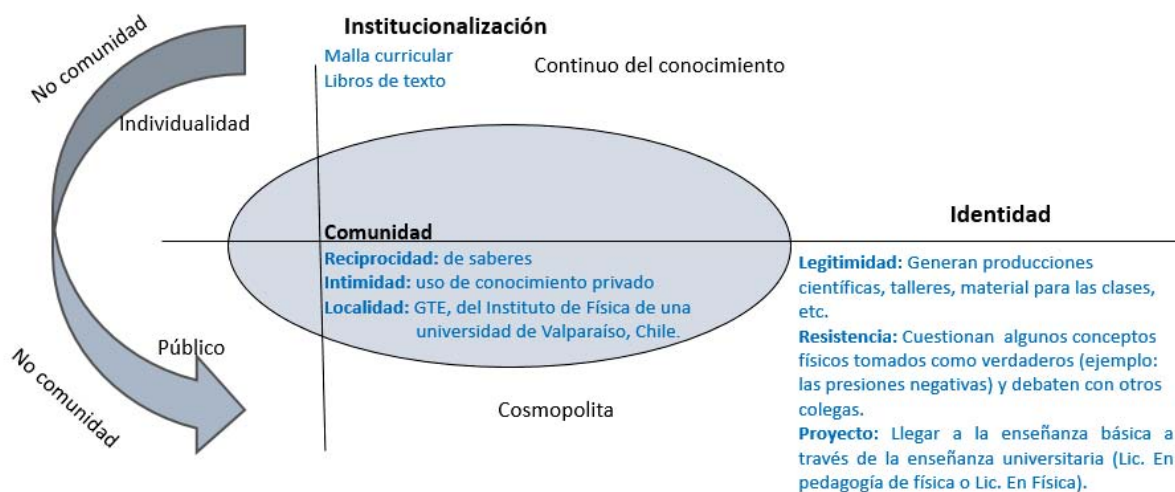 No comunidad
Institucionalización
Malla curricular
Libros de texto
Continuo del conocimiento
Individualidad
Identidad
Comunidad
Reciprocidad: de saberes
Intimidad: uso de conocimiento privado
Localidad: GTE, del Instituto de Física de una
universidad de Valparaíso, Chile.
Legitimidad: Generan producciones
científicas, talleres, material para las clases,
etc.
Resistencia: Cuestionan algunos conceptos
físicos tomados como verdaderos (ejemplo:
las presiones negativas) y debaten con otros
colegas.
Proyecto: Llegar a la enseñanza básica a
través de la enseñanza universitaria (Lic. En
pedagogía de física o Lic. En Física).
Público
No comunidad
Cosmopolita